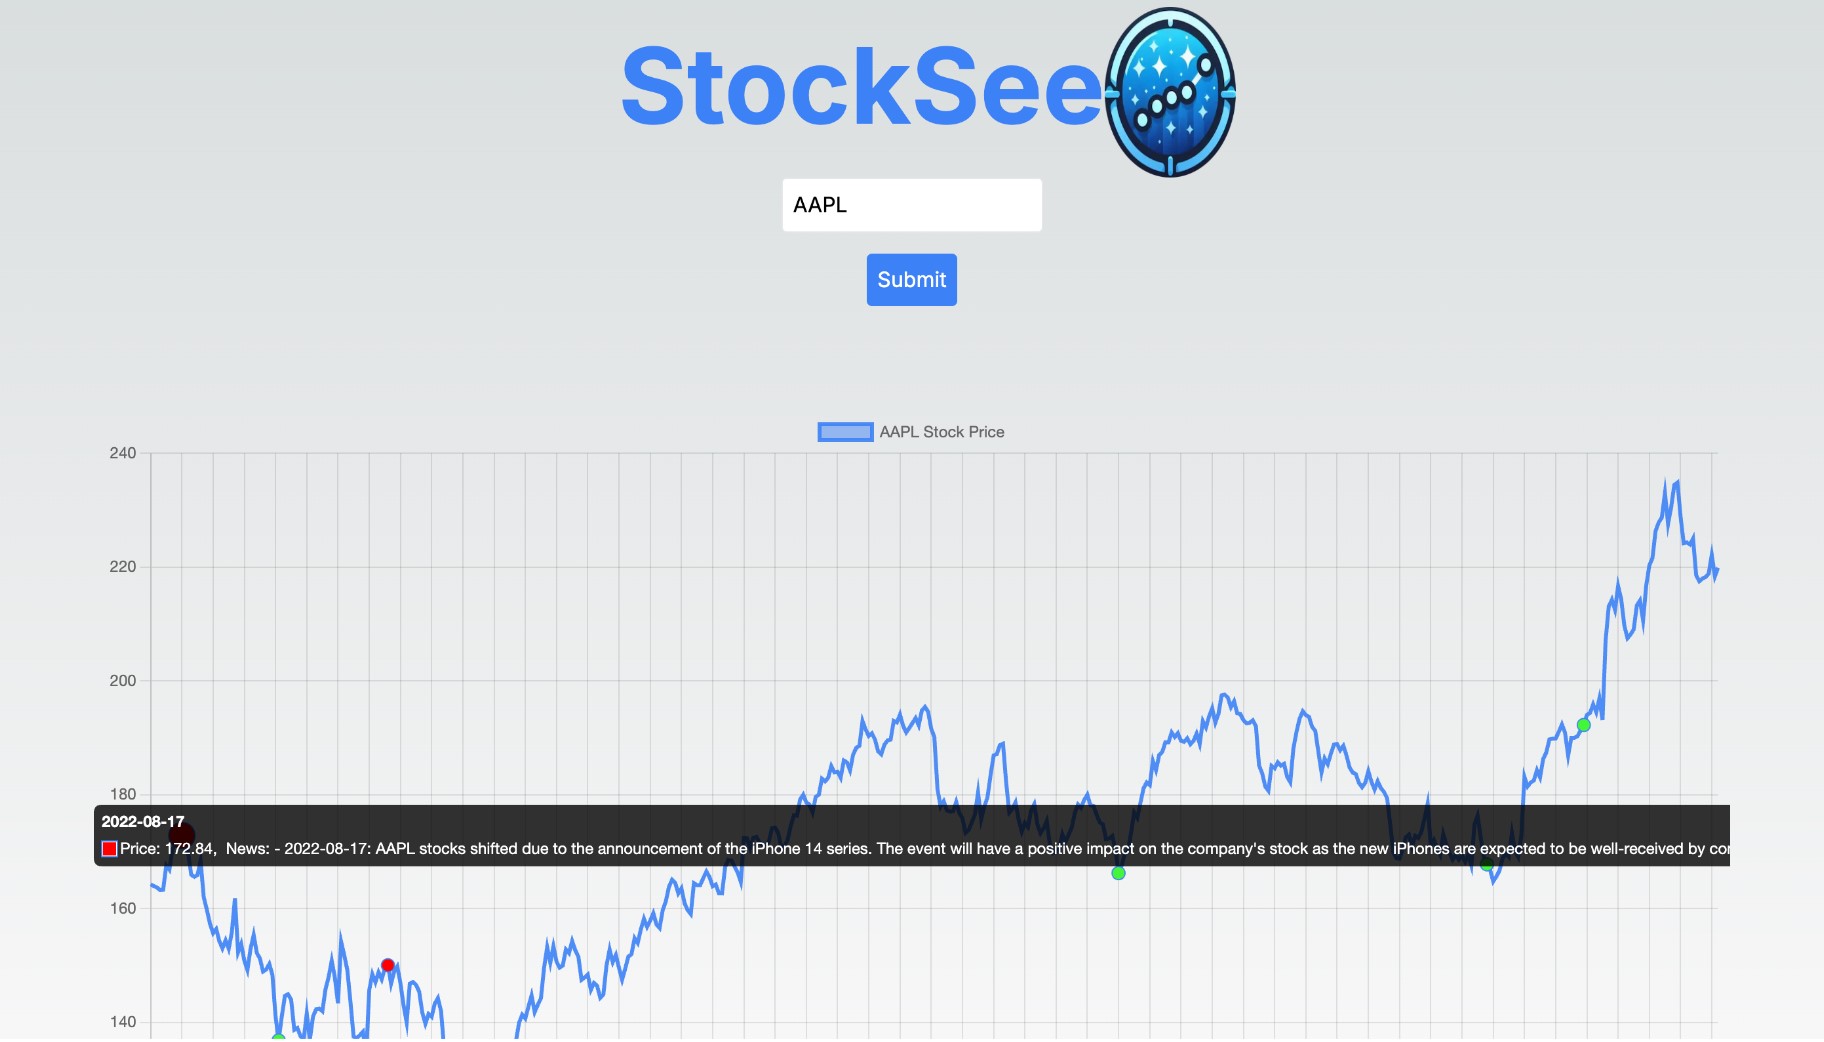 StockSee
AAPL
Submit
AAPL Stock Price
240
220
200
180
2022-08-17
Price: 172.84,  News: - 2022-08-17: AAPL stocks shifted due to the announcement of the iPhone 14 series. The event will have a positive impact on the company's stock as the new iPhones are expected to be well-received by
160
140